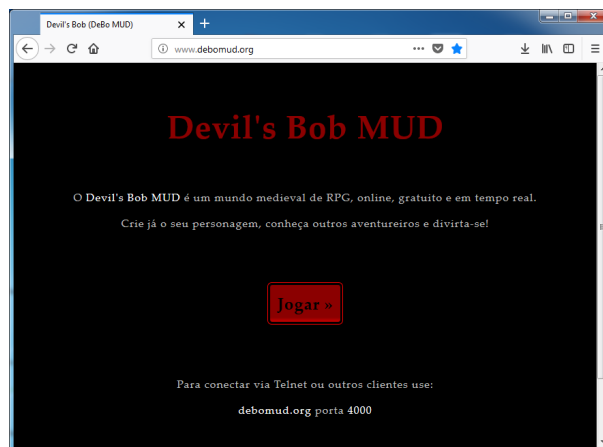 Devil's Bob (DeBo MUD)
www.debomud.org
Devil's Bob MUD
O Devil's Bob MUD é um mundo medieval de RPG, online, gratuito e em tempo real.
Crie já o seu personagem, conheça outros aventureiros e divirta-se!
Jogar »
Para conectar via Telnet ou outros clientes use:
debomud.org porta 4000